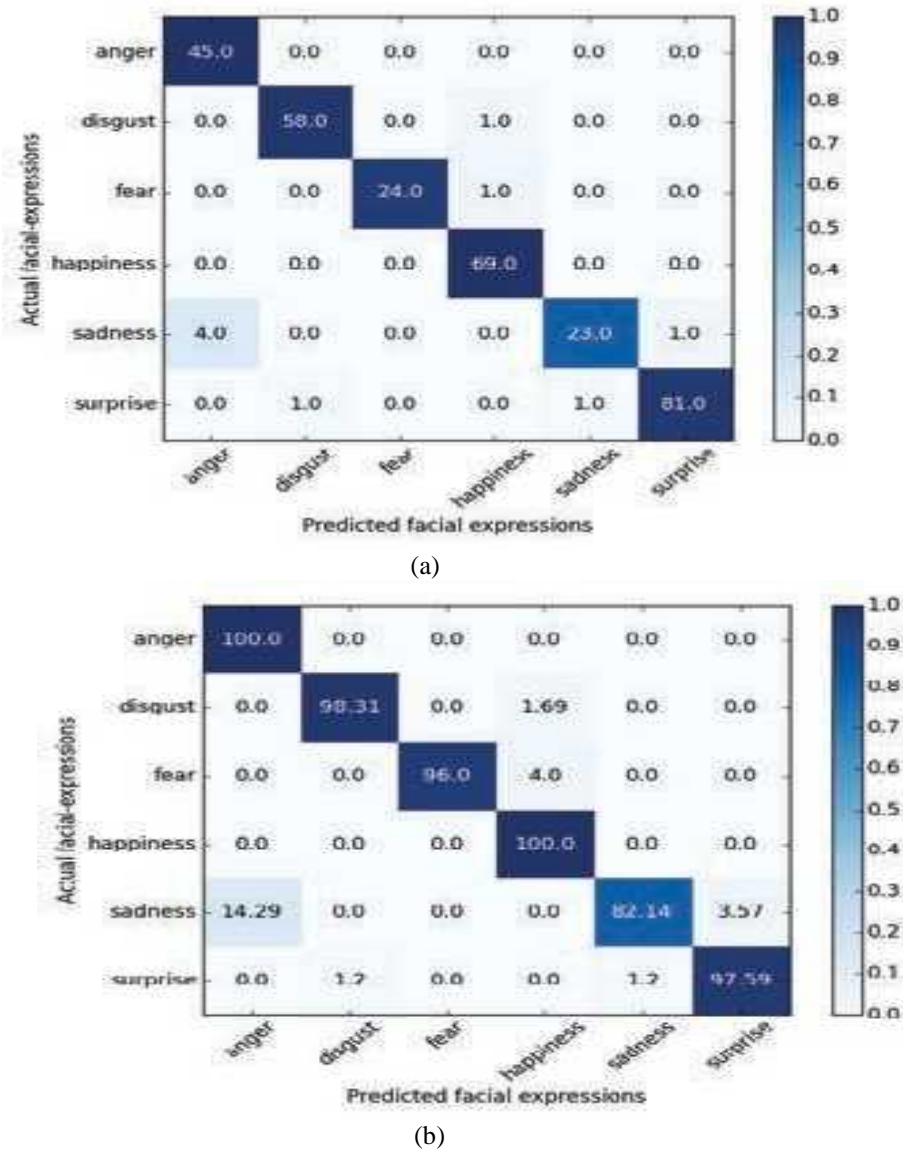 1.0
anger 45.0 0.0 0.0 0.0 0.0 0.0
0.9
disgust 0.0 58.0 0.0 1.0 0.0 0.0
0.8
0.7
fear 0.0 0.0 24.0 1.0 0.0 0.0
0.6
0.5
happiness 0.0 0.0 0.0 69.0 0.0 0.0
0.4
0.3
sadness 4.0 0.0 0.0 0.0 23.0 1.0
0.2
surprise 0.0 1.0 0.0 0.0 1.0 81.0
0.1
0.0
Actual facial-expressions
anger disgust fear happiness sadness surprise
Predicted facial expressions
(a)
1.0
anger 100.0 0.0 0.0 0.0 0.0 0.0
0.9
disgust 0.0 98.31 0.0 1.69 0.0 0.0
0.8
0.7
fear 0.0 0.0 96.0 4.0 0.0 0.0
0.6
0.5
happiness 0.0 0.0 0.0 100.0 0.0 0.0
0.4
0.3
sadness 14.29 0.0 0.0 0.0 82.14 3.57
0.2
surprise 0.0 1.2 0.0 0.0 1.2 97.59
0.1
0.0
Actual facial-expressions
anger disgust fear happiness sadness surprise
Predicted facial expressions
(b)